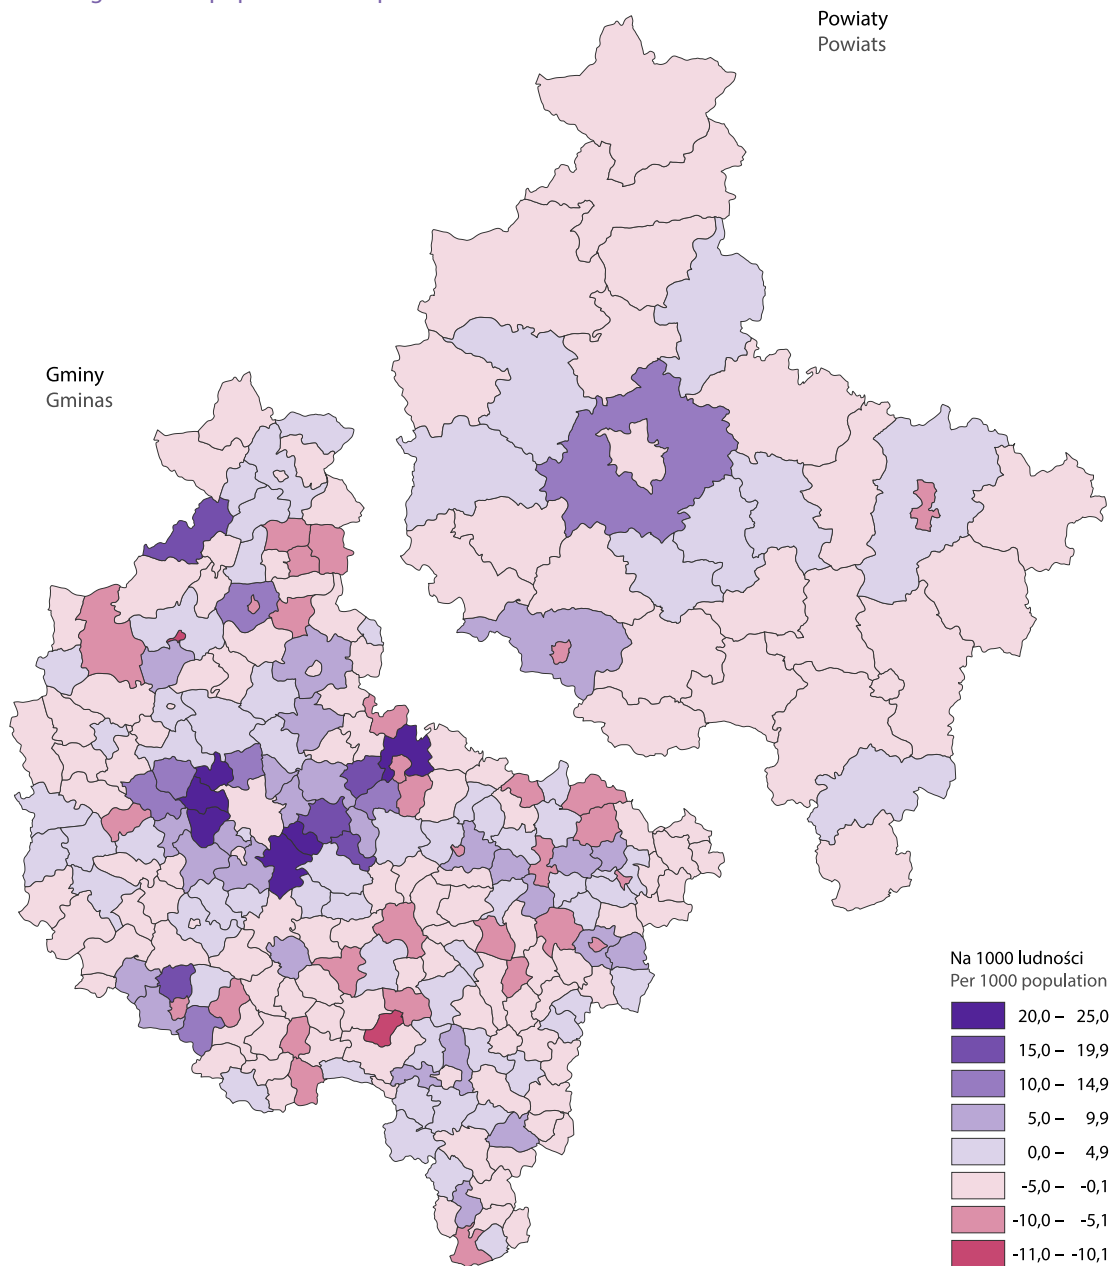 Powiaty
Powiats
Gminy
Gminas
Na 1000 ludności
Per 1000 population
20,0 – 25,0
15,0 – 19,9
10,0 – 14,9
5,0 – 9,9
0,0 – 4,9
-5,0 – -0,1
-10,0 – -5,1
-11,0 – -10,1